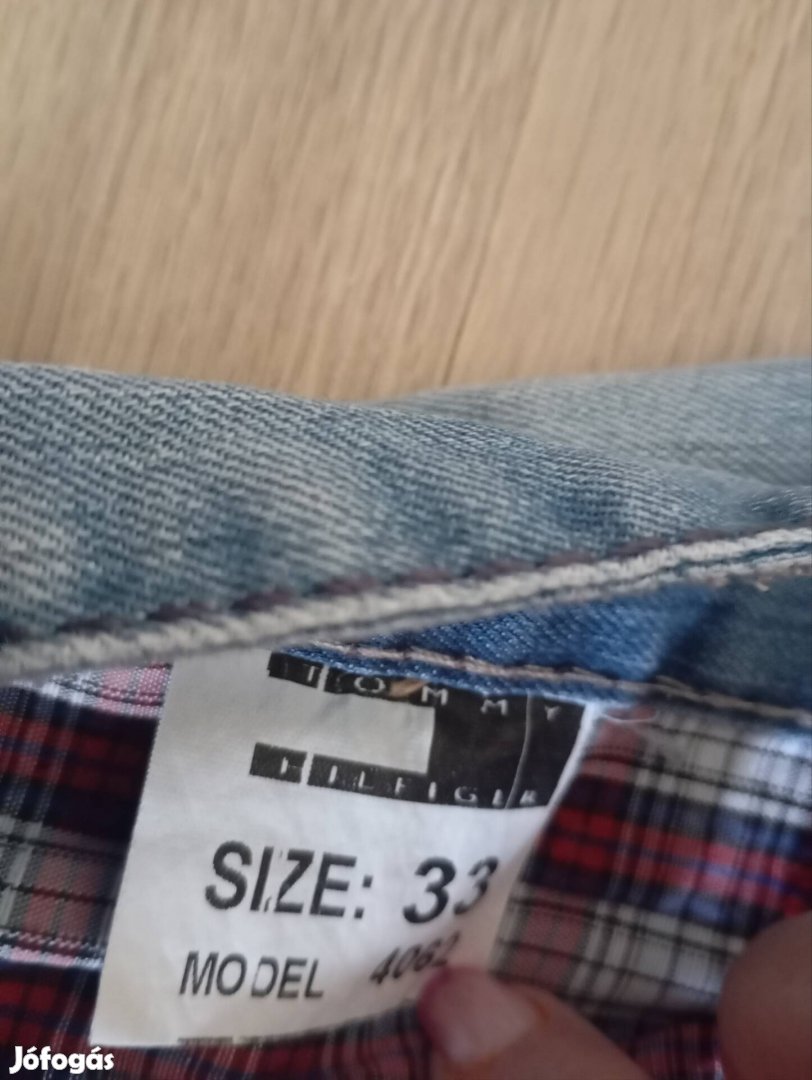 TOMMY
HILFIGER
SIZE: 33
MODEL 4062
Jófogás